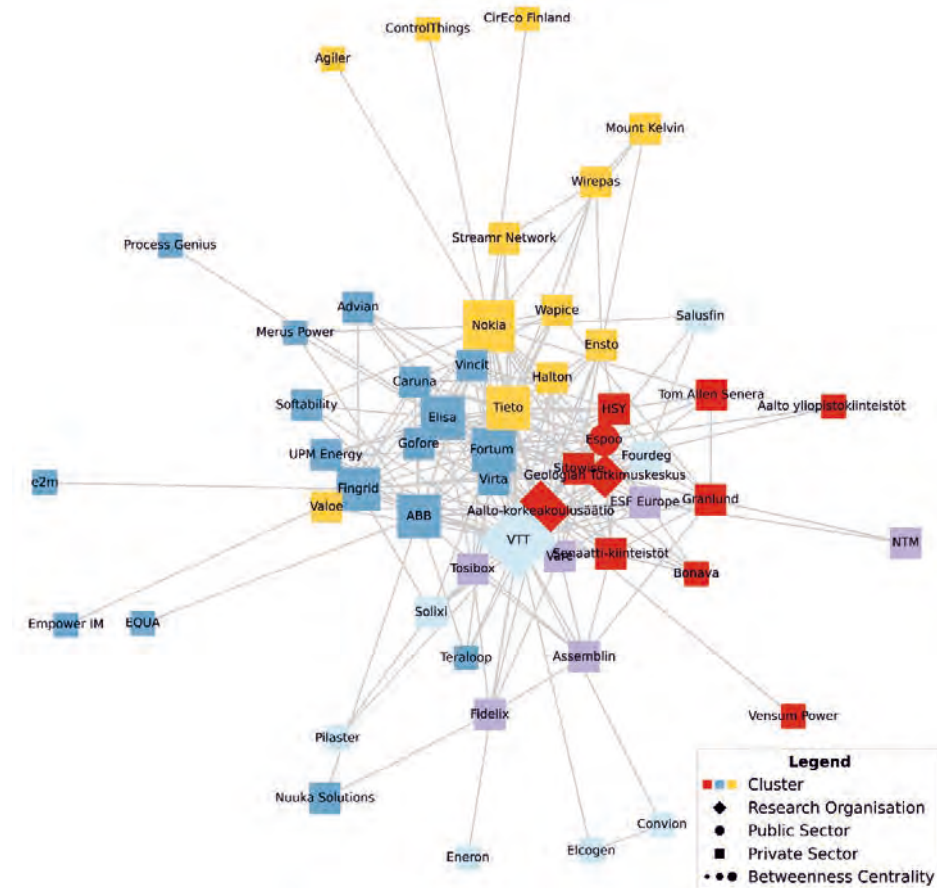 CirEco Finland
ControlThings
Agiler
Mount Kelvin
Wirepas
Streamr Network
Process Genius
Advian
Wapice
Salusfin
Nokia
Merus Power
Ensto
Vincit
Halton
Caruna
Tom Allen Senera
Softability
Tieto
HSY
Aalto yliopistokiinteistöt
Elisa
Espoo
Gofore
Fortum
Fourdeg
UPM Energy
Sitowise
Geologian Tutkimuskeskus
e2m
Fingrid
Virta
ESF Europe
Granlund
Valoe
Aalto-korkeakoulusäätiö
ABB
VTT
NTM
Senaatti-kiinteistöt
Vare
Tosibox
Bonava
Solixi
Empower IM
EQUA
Teraloop
Assemblin
Fidelix
Vensum Power
Pilaster
Nuuka Solutions
Convion
Elcogen
Eneron
Legend
Cluster
Research Organisation
Public Sector
Private Sector
Betweenness Centrality